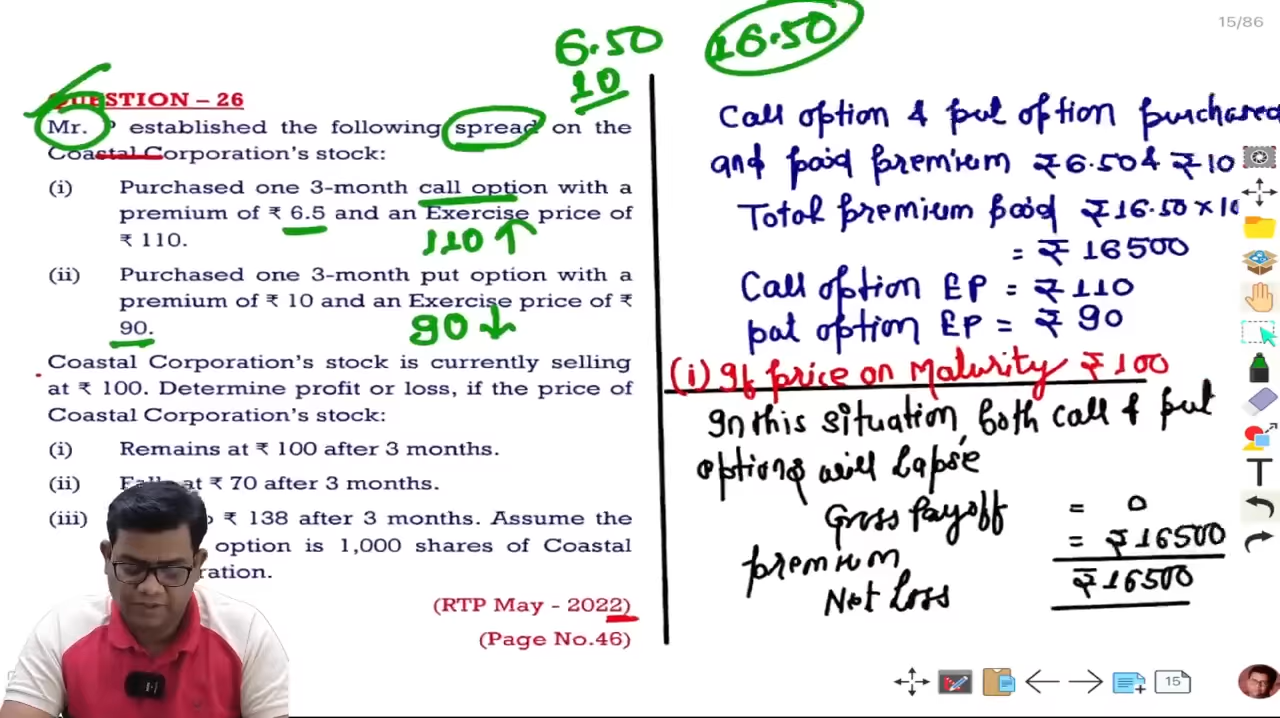 15/86
6.50
10
16.50
QUESTION – 26
Mr. P established the following spread on the
Coastal Corporation's stock:
(i) Purchased one 3-month call option with a
premium of ₹ 6.5 and an Exercise price of
₹ 110.
110 ↑
(ii) Purchased one 3-month put option with a
premium of ₹ 10 and an Exercise price of ₹
90.
90 ↓
Coastal Corporation's stock is currently selling
at ₹ 100. Determine profit or loss, if the price of
Coastal Corporation's stock:
(i) Remains at ₹ 100 after 3 months.
(ii) at ₹ 70 after 3 months.
(iii) ₹ 138 after 3 months. Assume the
option is 1,000 shares of Coastal
ration.
(RTP May - 2022)
(Page No.46)
Call option & put option purchased
and paid premium ₹6.50 & ₹10
Total premium paid ₹16.50 × 10
= ₹ 16500
Call option EP = ₹ 110
put option EP = ₹ 90
(i) If price on Maturity ₹100
In this situation, both call & put
options will lapse
Gross Payoff = 0
premium = ₹16500
Net Loss ₹16500
T
15